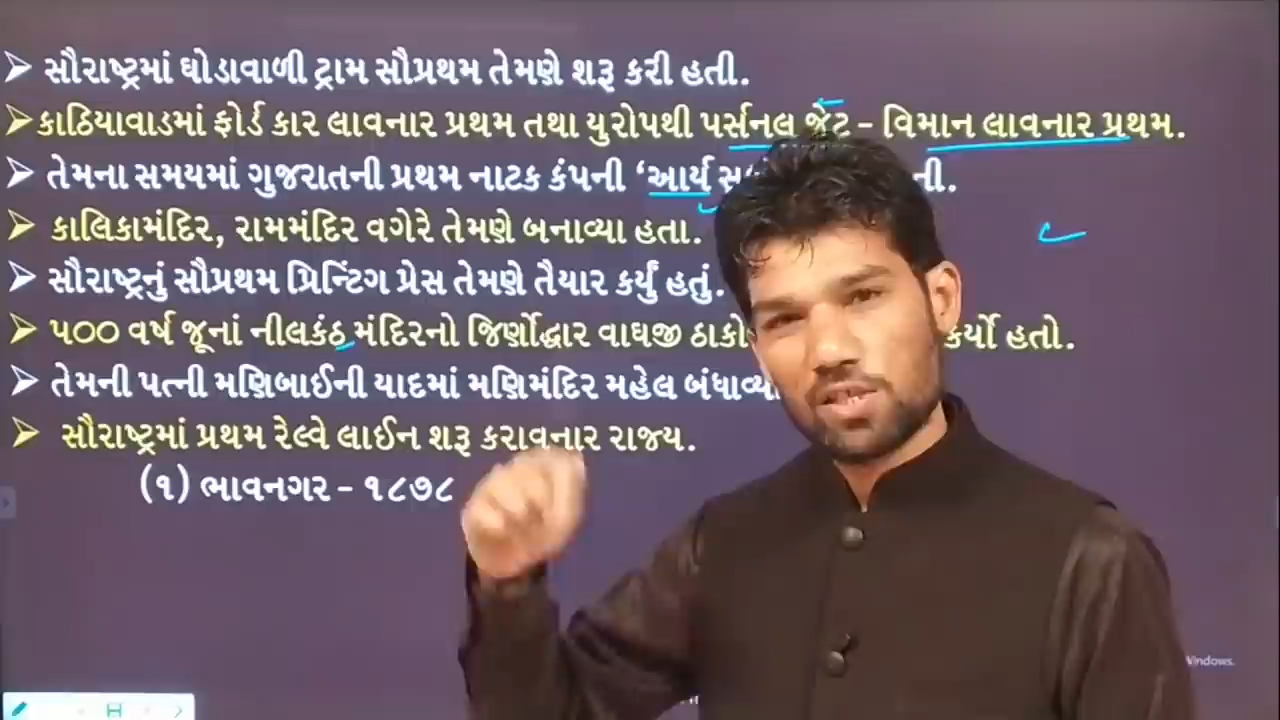 ➢ સૌરાષ્ટ્રમાં ઘોડાવાળી ટ્રામ સૌપ્રથમ તેમણે શરૂ કરી હતી.
➢ કાઠિયાવાડમાં ફોર્ડ કાર લાવનાર પ્રથમ તથા યુરોપથી પર્સનલ જેટ – વિમાન લાવનાર પ્રથમ.
➢ તેમના સમયમાં ગુજરાતની પ્રથમ નાટક કંપની ‘આર્ય ની.
➢ કાલિકામંદિર, રામમંદિર વગેરે તેમણે બનાવ્યા હતા.
➢ સૌરાષ્ટ્રનું સૌપ્રથમ પ્રિન્ટિંગ પ્રેસ તેમણે તૈયાર કર્યું હતું.
➢ ૫૦૦ વર્ષ જૂનાં નીલકંઠ મંદિરનો જિર્ણોદ્ધાર વાઘજી કર્યો હતો.
➢ તેમની પત્ની મણિબાઈની યાદમાં મણિમંદિર મહેલ
➢ સૌરાષ્ટ્રમાં પ્રથમ રેલ્વે લાઈન શરૂ કરાવનાર રાજ્ય.
(૧) ભાવનગર – ૧૮૭૮
Windows.